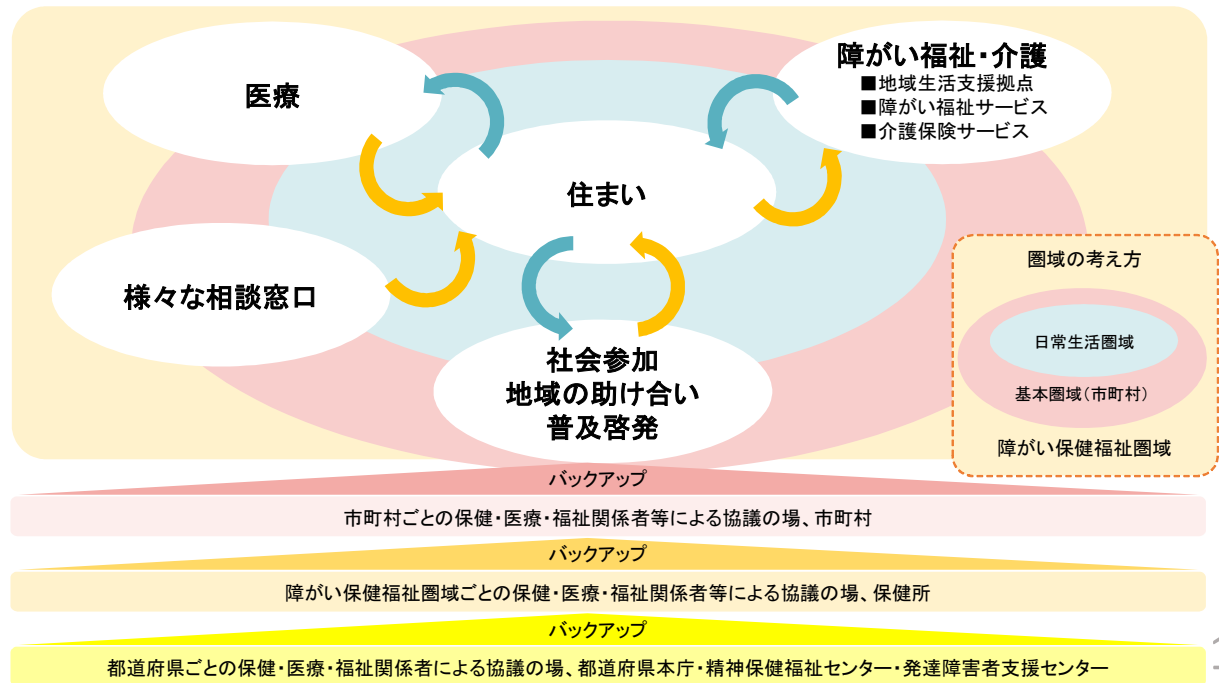 医療
障がい福祉・介護
■地域生活支援拠点
■障がい福祉サービス
■介護保険サービス
住まい
様々な相談窓口
社会参加
地域の助け合い
普及啓発
圏域の考え方
日常生活圏域
基本圏域（市町村）
障がい保健福祉圏域
バックアップ
市町村ごとの保健・医療・福祉関係者等による協議の場、市町村
バックアップ
障がい保健福祉圏域ごとの保健・医療・福祉関係者等による協議の場、保健所
バックアップ
都道府県ごとの保健・医療・福祉関係者による協議の場、都道府県本庁・精神保健福祉センター・発達障害者支援センター